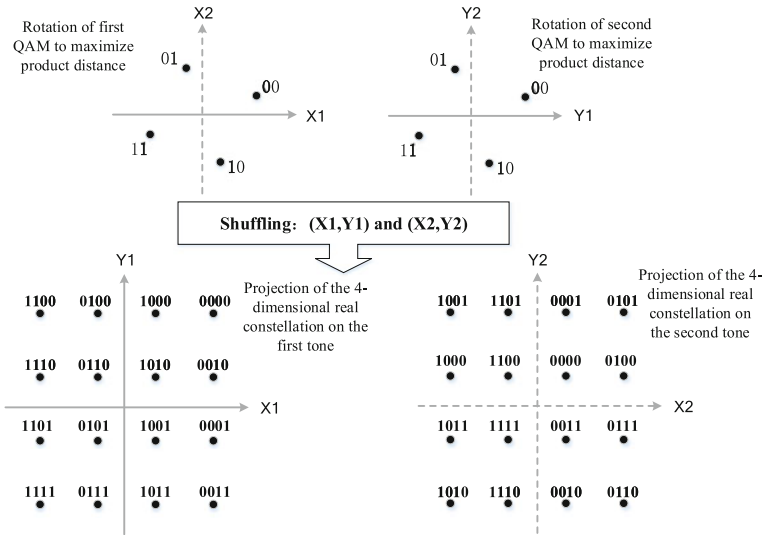 Rotation of first
QAM to maximize
product distance
X2
01
00
X1
11
10
Y2
Rotation of second
QAM to maximize
product distance
01
00
Y1
11
10
Shuffling: (X1,Y1) and (X2,Y2)
Y1
Projection of the 4-
dimensional real
constellation on the
first tone
1100 0100 1000 0000
1110 0110 1010 0010
X1
1101 0101 1001 0001
1111 0111 1011 0011
Y2
Projection of the 4-
dimensional real
constellation on
the second tone
1001 1101 0001 0101
1000 1100 0000 0100
X2
1011 1111 0011 0111
1010 1110 0010 0110